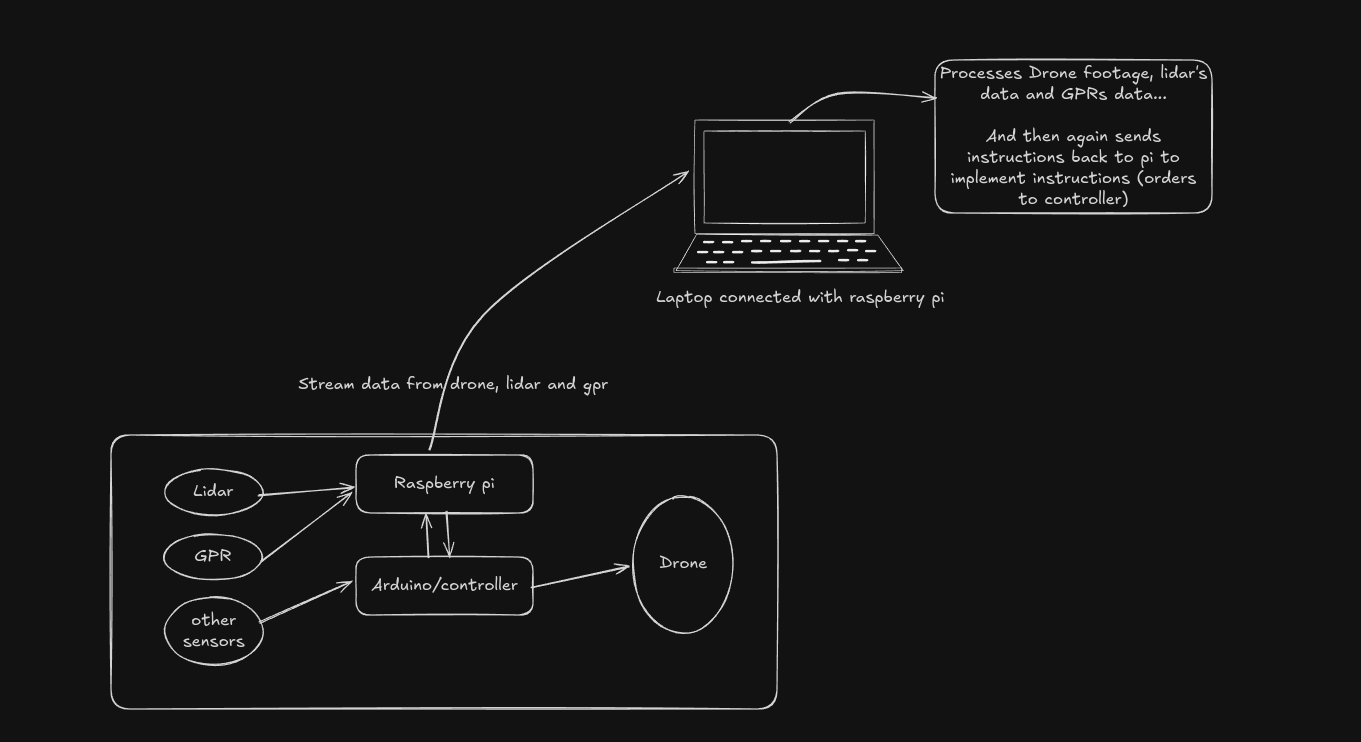 Processes Drone footage, lidar's
data and GPRs data...
And then again sends
instructions back to pi to
implement instructions (orders
to controller)
Laptop connected with raspberry pi
Stream data from drone, lidar and gpr
Lidar
Raspberry pi
GPR
Arduino/controller
Drone
other
sensors